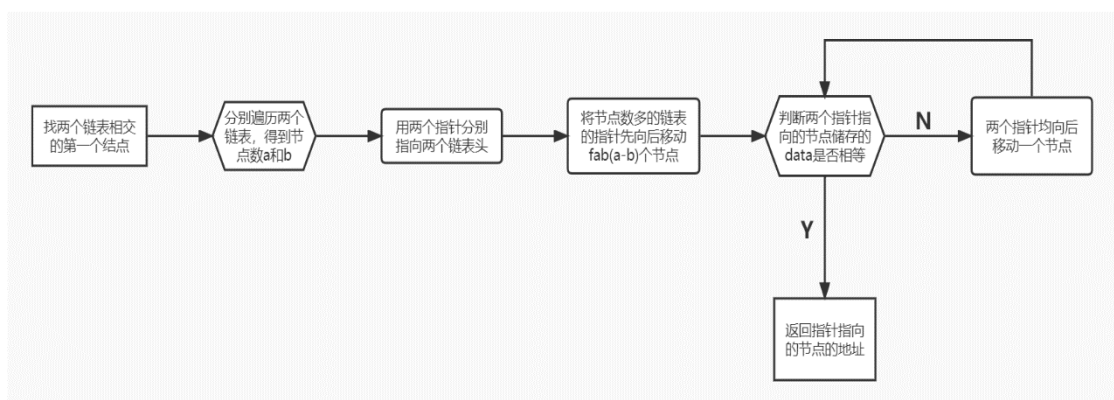 找两个链表相交
的第一个结点
分别遍历两个
链表，得到节
点数a和b
用两个指针分别
指向两个链表头
将节点数多的链表
的指针先向后移动
fab(a-b)个节点
判断两个指针指
向的节点储存的
data是否相等
N
两个指针均向后
移动一个节点
Y
返回指针指向
的节点的地址